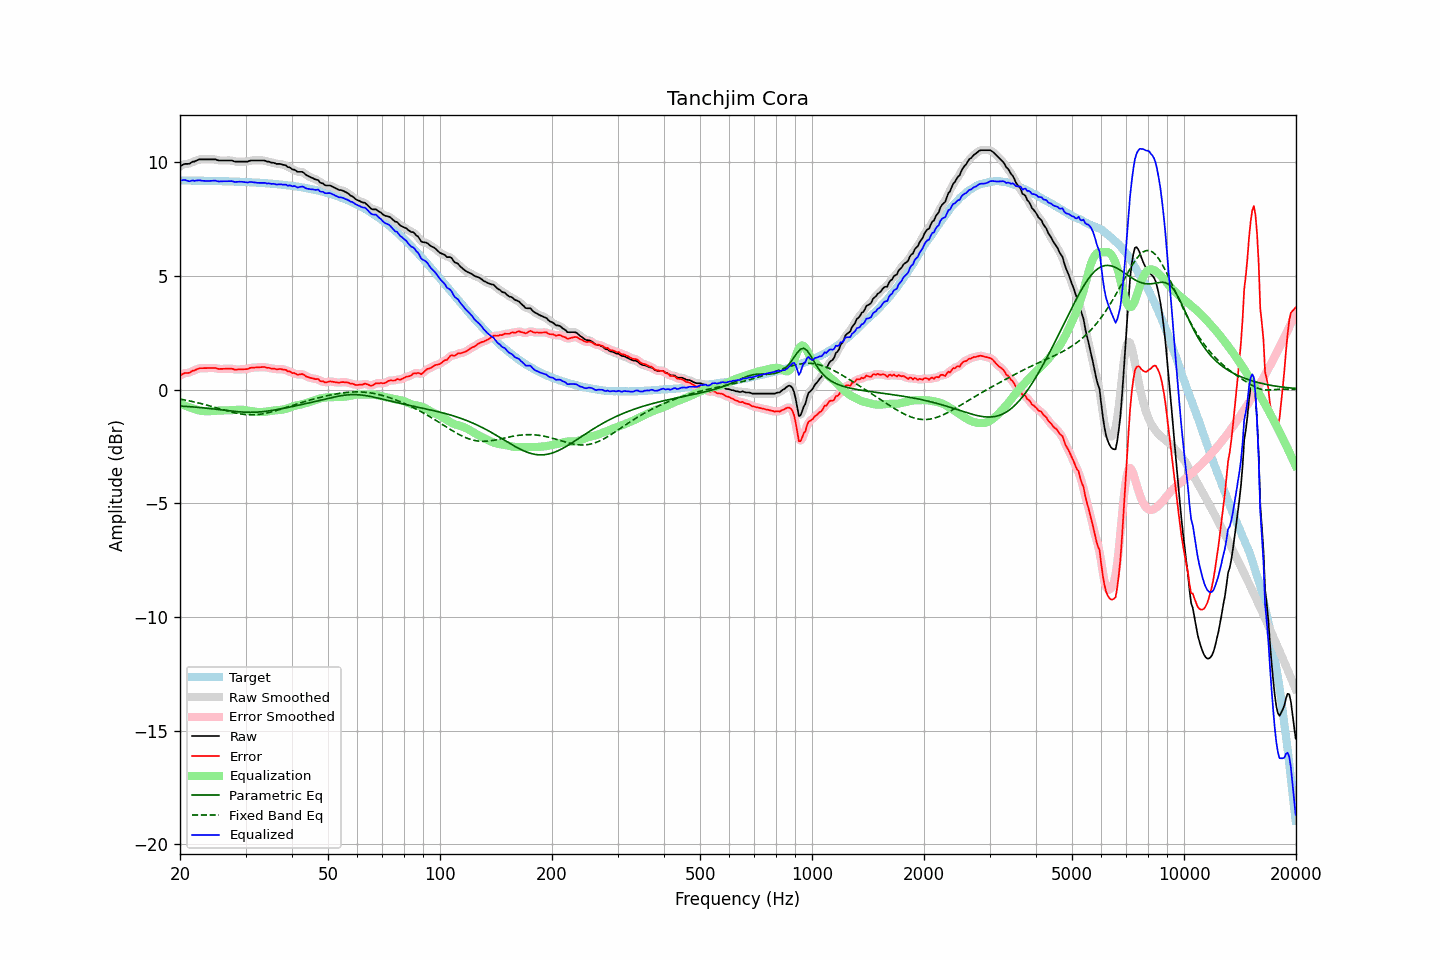 Tanchjim Cora
Amplitude (dBr)
10
5
0
−5
−10
−15
−20
Target
Raw Smoothed
Error Smoothed
Raw
Error
Equalization
Parametric Eq
Fixed Band Eq
Equalized
20 50 100 200 500 1000 2000 5000 10000 20000
Frequency (Hz)